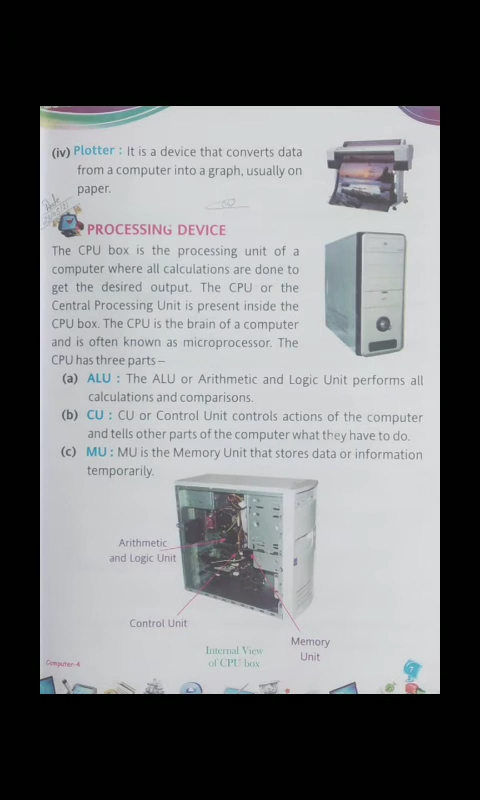 (iv) Plotter : It is a device that converts data
from a computer into a graph, usually on
paper.
PROCESSING DEVICE
The CPU box is the processing unit of a
computer where all calculations are done to
get the desired output. The CPU or the
Central Processing Unit is present inside the
CPU box. The CPU is the brain of a computer
and is often known as microprocessor. The
CPU has three parts –
(a) ALU : The ALU or Arithmetic and Logic Unit performs all
calculations and comparisons.
(b) CU : CU or Control Unit controls actions of the computer
and tells other parts of the computer what they have to do.
(c) MU : MU is the Memory Unit that stores data or information
temporarily.
Arithmetic
and Logic Unit
Control Unit
Memory
Unit
Internal View
of CPU box
Computer-4
7